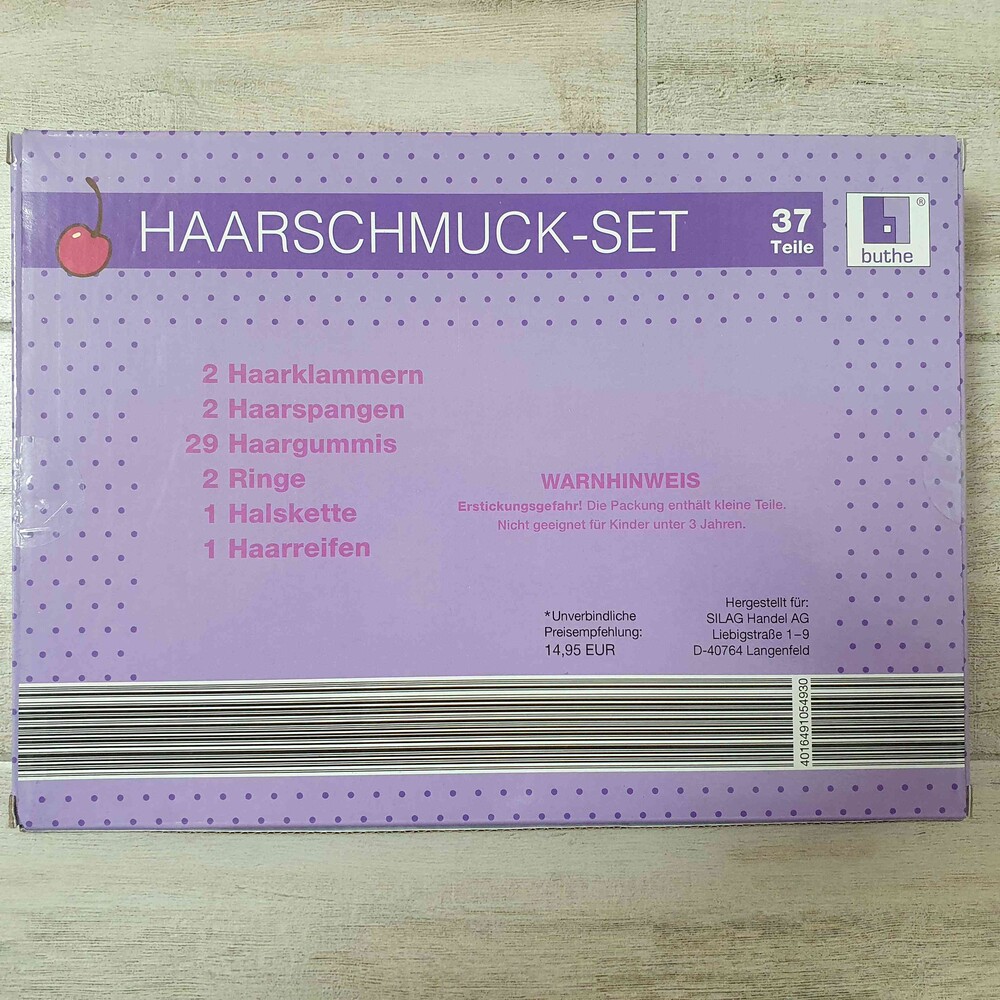 HAARSCHMUCK-SET
37
Teile
®
buthe
2 Haarklammern
2 Haarspangen
29 Haargummis
2 Ringe
1 Halskette
1 Haarreifen
WARNHINWEIS
Erstickungsgefahr! Die Packung enthält kleine Teile.
Nicht geeignet für Kinder unter 3 Jahren.
*Unverbindliche
Preisempfehlung:
14,95 EUR
Hergestellt für:
SILAG Handel AG
Liebigstraße 1–9
D-40764 Langenfeld
4016491054930